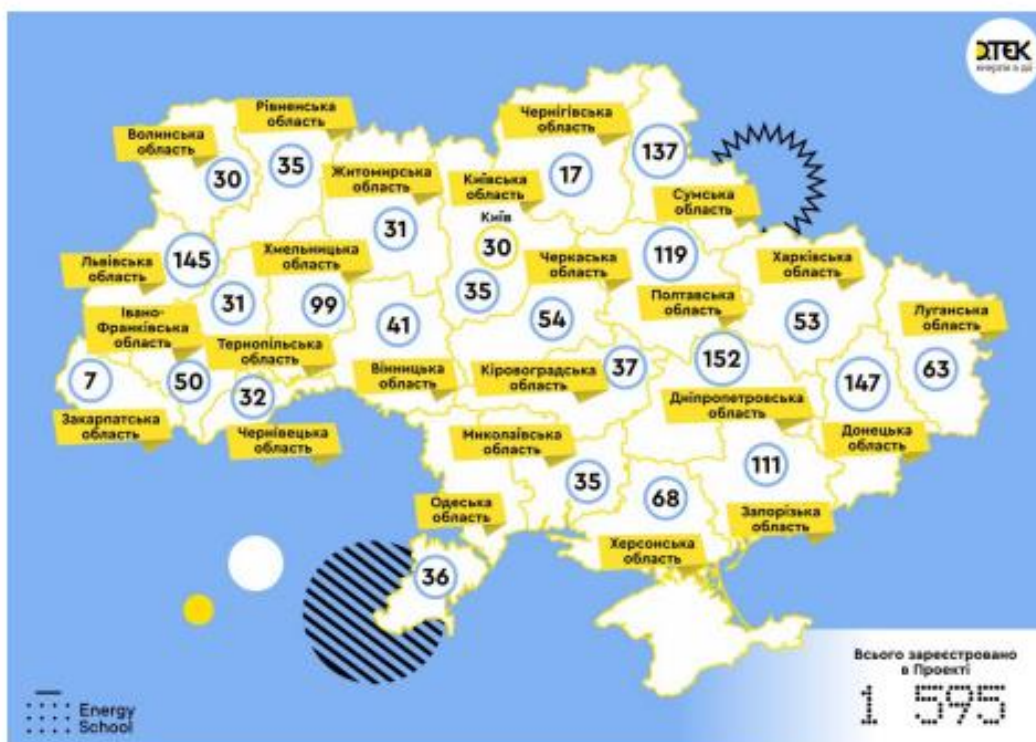 ДТЕК
Рівненська
область
Волинська
область
Чернігівська
область
Житомирська
область
Київська
область
Сумська
область
137
35
30
17
31
Київ
30
Львівська
область
145
Хмельницька
область
Черкаська
область
119
Харківська
область
31
99
35
54
Полтавська
область
53
Луганська
область
Івано-
Франківська
область
41
Тернопільська
область
Вінницька
область
Кіровоградська
область
37
152
147
63
7
50
32
Дніпропетровська
область
Закарпатська
область
Чернівецька
область
Миколаївська
область
Донецька
область
35
68
111
Одеська
область
Запорізька
область
Херсонська
область
36
Всього зареєстровано
в Проекті
1 595
Energy
School